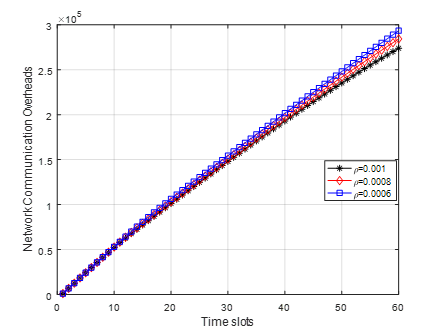 ×10^5
3
2.5
2
1.5
1
0.5
0
0 10 20 30 40 50 60
Network Communication Overheads
Time slots
ρ=0.001
ρ=0.0008
ρ=0.0006